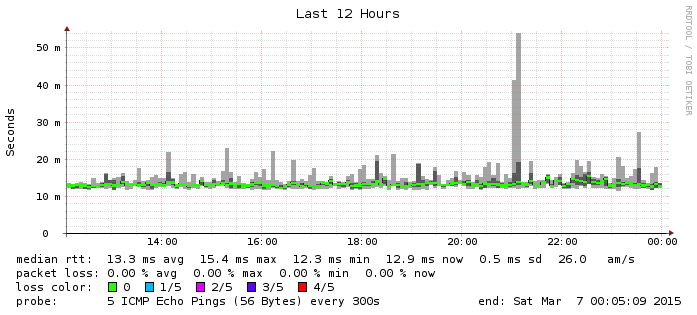 Last 12 Hours
RRDTOOL / TOBI OETIKER
Seconds
50 m
40 m
30 m
20 m
10 m
0
14:00 16:00 18:00 20:00 22:00 00:00
median rtt: 13.3 ms avg 15.4 ms max 12.3 ms min 12.9 ms now 0.5 ms sd 26.0 am/s
packet loss: 0.00 % avg 0.00 % max 0.00 % min 0.00 % now
loss color: 0 1/5 2/5 3/5 4/5
probe: 5 ICMP Echo Pings (56 Bytes) every 300s end: Sat Mar 7 00:05:09 2015